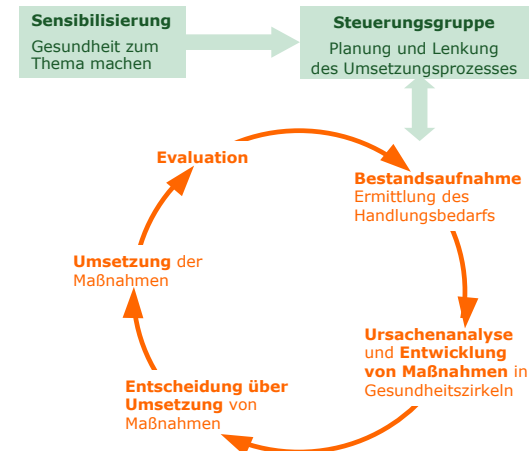 Sensibilisierung
Gesundheit zum
Thema machen
Steuerungsgruppe
Planung und Lenkung
des Umsetzungsprozesses
Evaluation
Bestandsaufnahme
Ermittlung des
Handlungsbedarfs
Umsetzung der
Maßnahmen
Ursachenanalyse
und Entwicklung
von Maßnahmen in
Gesundheitszirkeln
Entscheidung über
Umsetzung von
Maßnahmen